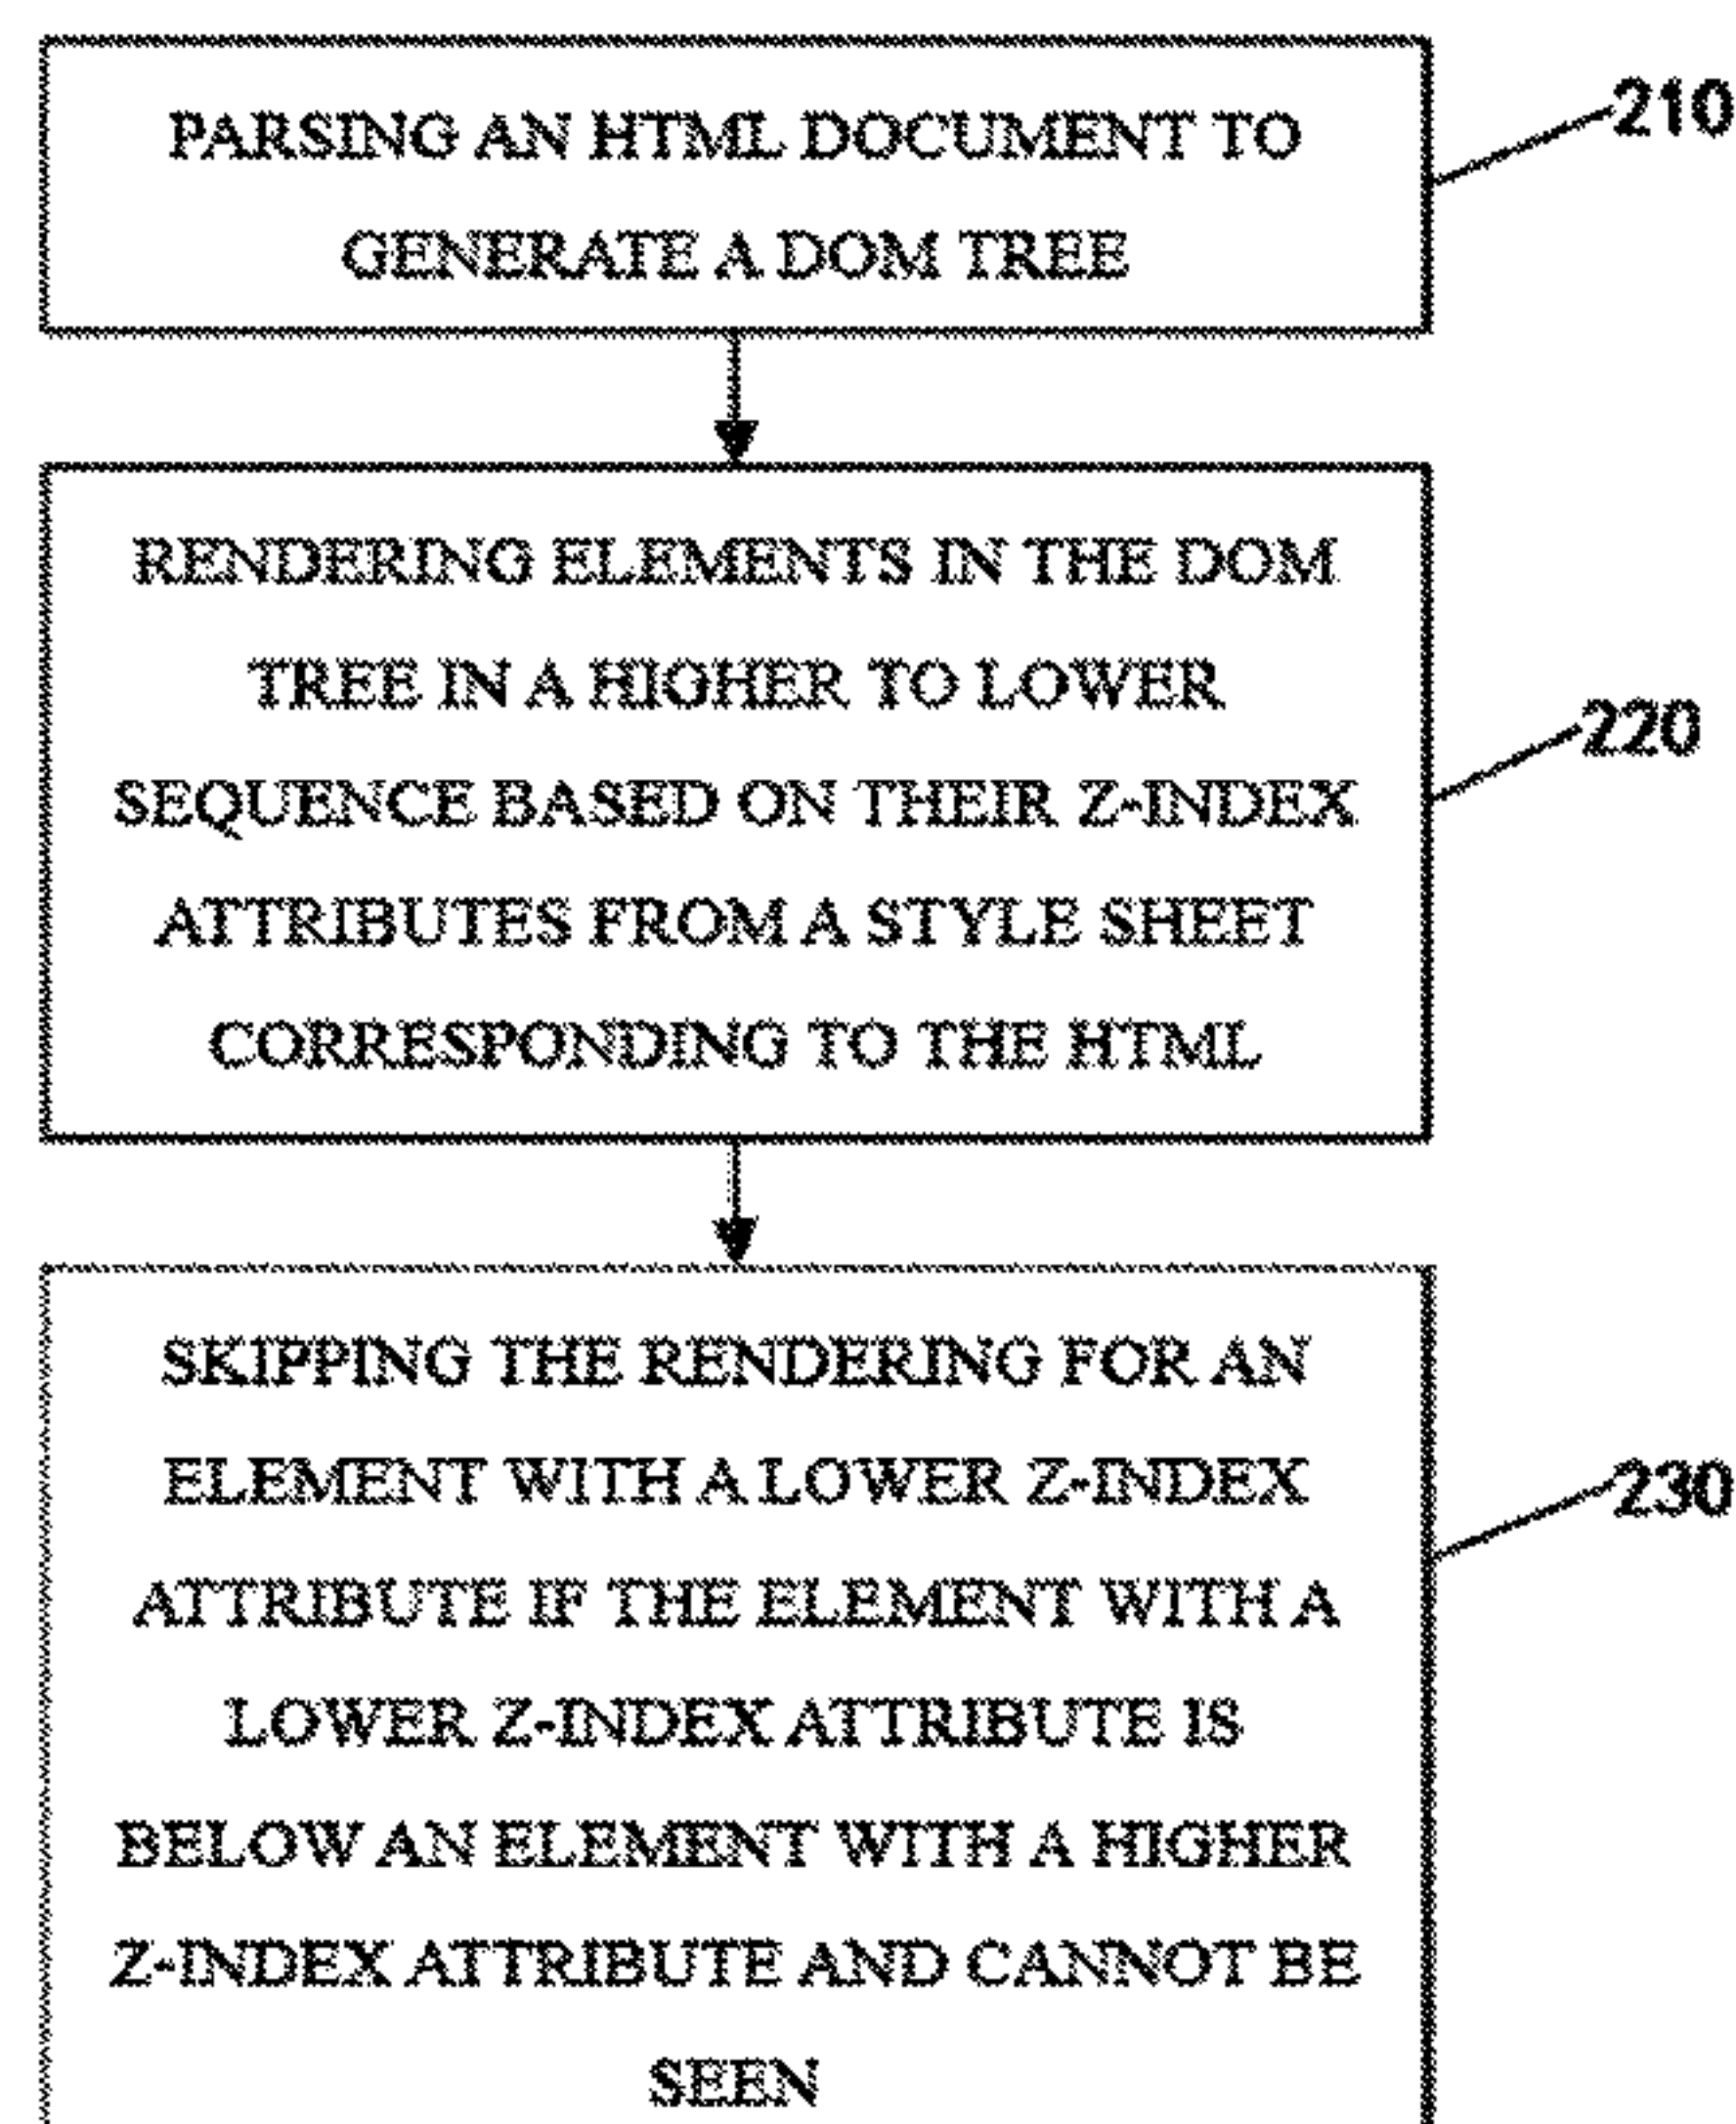 PARSING AN HTML DOCUMENT TO
GENERATE A DOM TREE
210
RENDERING ELEMENTS IN THE DOM
TREE IN A HIGHER TO LOWER
SEQUENCE BASED ON THEIR Z-INDEX
ATTRIBUTES FROM A STYLE SHEET
CORRESPONDING TO THE HTML
220
SKIPPING THE RENDERING FOR AN
ELEMENT WITH A LOWER Z-INDEX
ATTRIBUTE IF THE ELEMENT WITH A
LOWER Z-INDEX ATTRIBUTE IS
BELOW AN ELEMENT WITH A HIGHER
Z-INDEX ATTRIBUTE AND CANNOT BE
SEEN
230